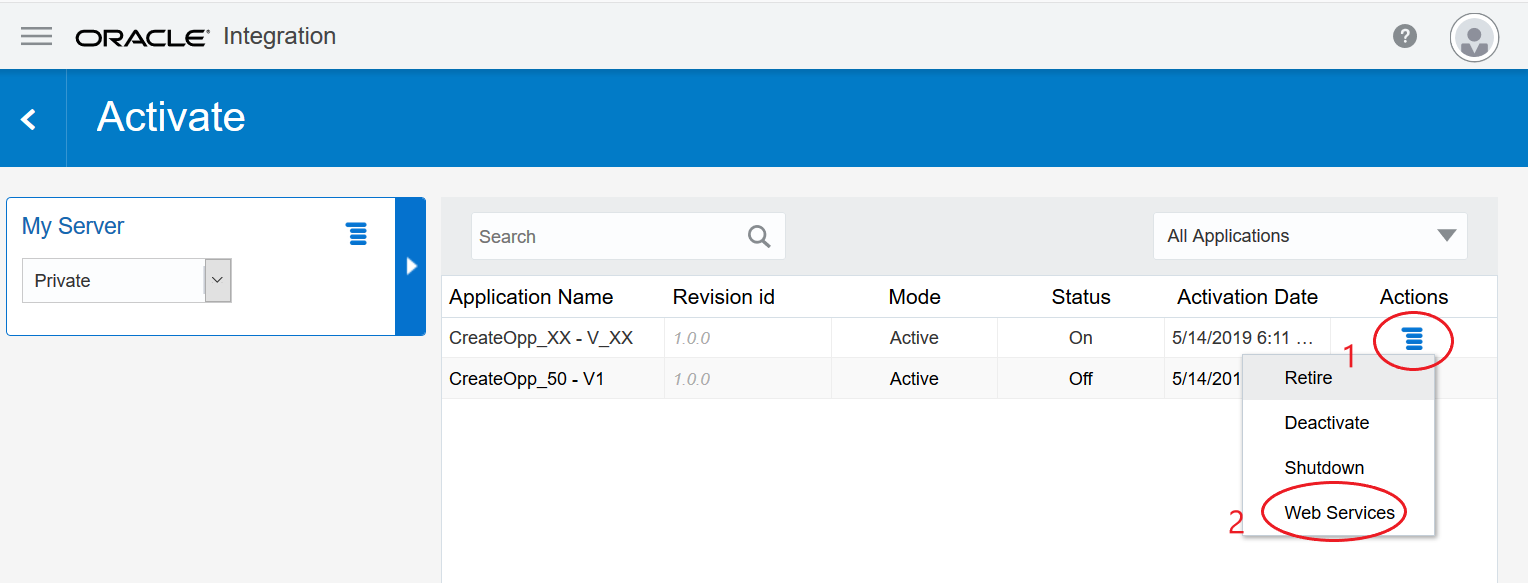 ORACLE® Integration
?
Activate
My Server
Private
Search
All Applications
Application Name Revision id Mode Status Activation Date Actions
CreateOpp_XX - V_XX 1.0.0 Active On 5/14/2019 6:11 ...
1
CreateOpp_50 - V1 1.0.0 Active Off 5/14/201
Retire
Deactivate
Shutdown
2 Web Services